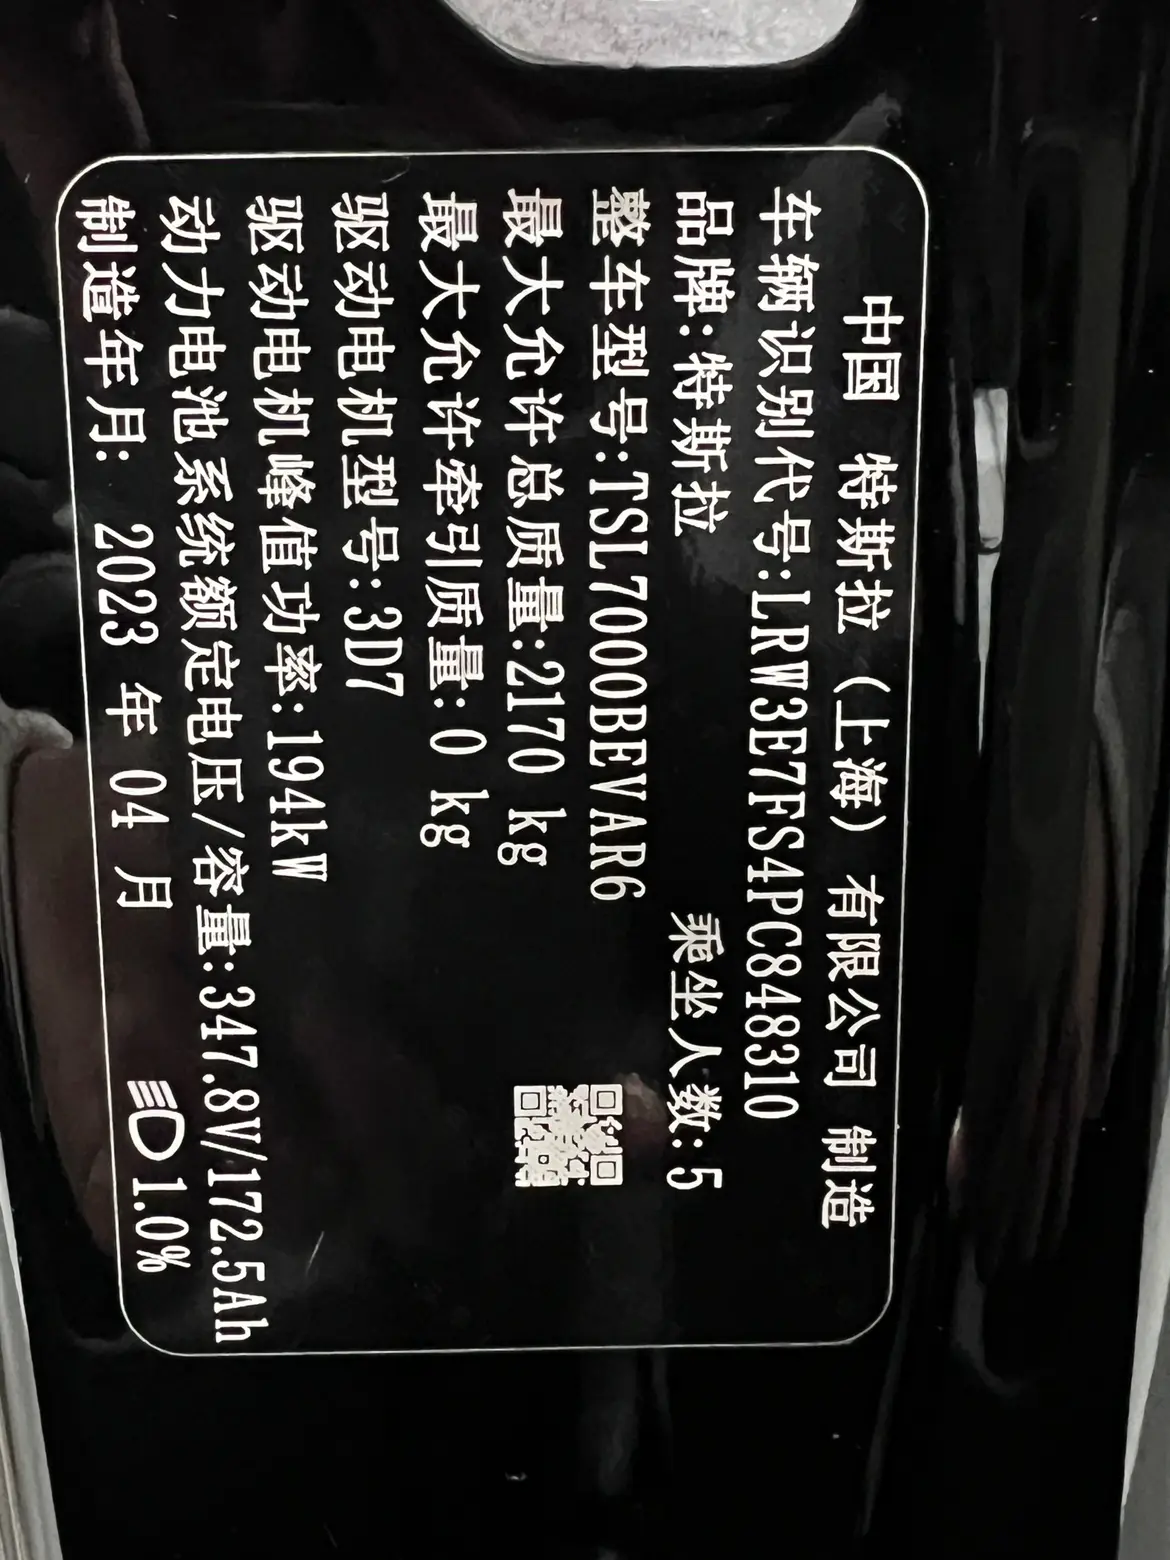 中国 特斯拉（上海）有限公司 制造
车辆识别代号:LRW3E7FS4PC848310
品牌:特斯拉 乘坐人数:5
整车型号:TSL7000BEVAR6
最大允许总质量:2170 kg
最大允许牵引质量:0 kg
驱动电机型号:3D7
驱动电机峰值功率:194kW
动力电池系统额定电压/容量:347.8V/172.5Ah
制造年月: 2023 年 04 月 1.0%